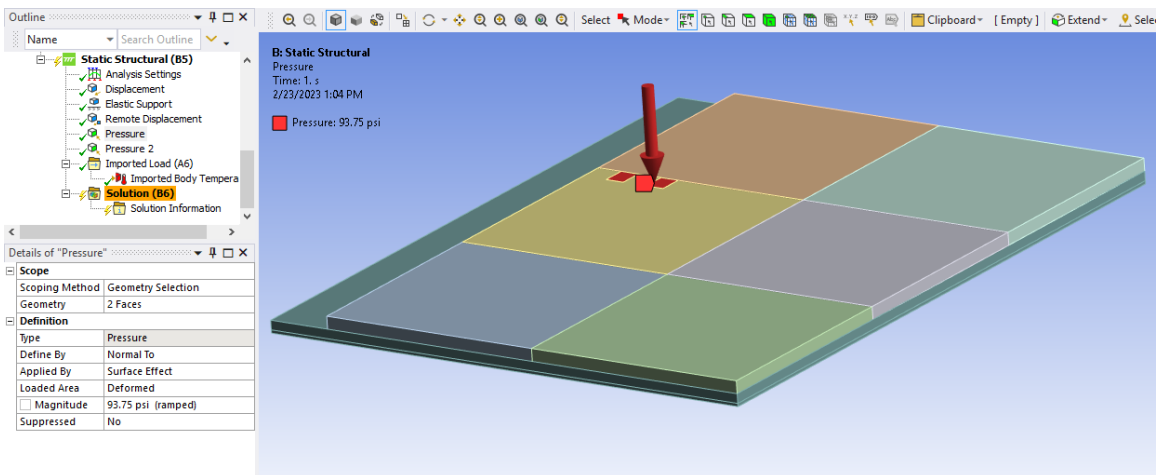 Outline
Name
Search Outline
Select
Mode
Clipboard
[ Empty ]
Extend
Static Structural (B5)
Analysis Settings
Displacement
Elastic Support
Remote Displacement
Pressure
Pressure 2
Imported Load (A6)
Imported Body Tempera
Solution (B6)
Solution Information
Details of "Pressure"
Scope
Scoping Method Geometry Selection
Geometry 2 Faces
Definition
Type Pressure
Define By Normal To
Applied By Surface Effect
Loaded Area Deformed
Magnitude 93.75 psi (ramped)
Suppressed No
B: Static Structural
Pressure
Time: 1. s
2/23/2023 1:04 PM
Pressure: 93.75 psi